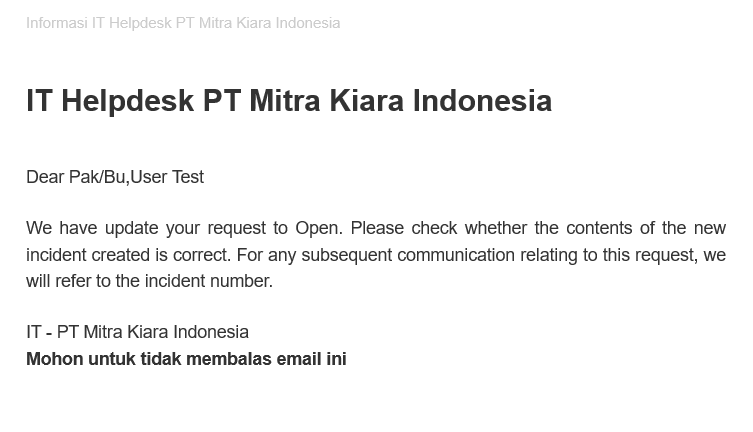 Informasi IT Helpdesk PT Mitra Kiara Indonesia
IT Helpdesk PT Mitra Kiara Indonesia
Dear Pak/Bu,User Test
We have update your request to Open. Please check whether the contents of the new
incident created is correct. For any subsequent communication relating to this request, we
will refer to the incident number.
IT - PT Mitra Kiara Indonesia
Mohon untuk tidak membalas email ini